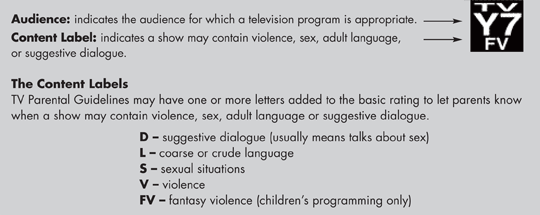 Audience: indicates the audience for which a television program is appropriate.
Content Label: indicates a show may contain violence, sex, adult language,
or suggestive dialogue.
TV
Y7
FV
The Content Labels
TV Parental Guidelines may have one or more letters added to the basic rating to let parents know
when a show may contain violence, sex, adult language or suggestive dialogue.
D – suggestive dialogue (usually means talks about sex)
L – coarse or crude language
S – sexual situations
V – violence
FV – fantasy violence (children's programming only)